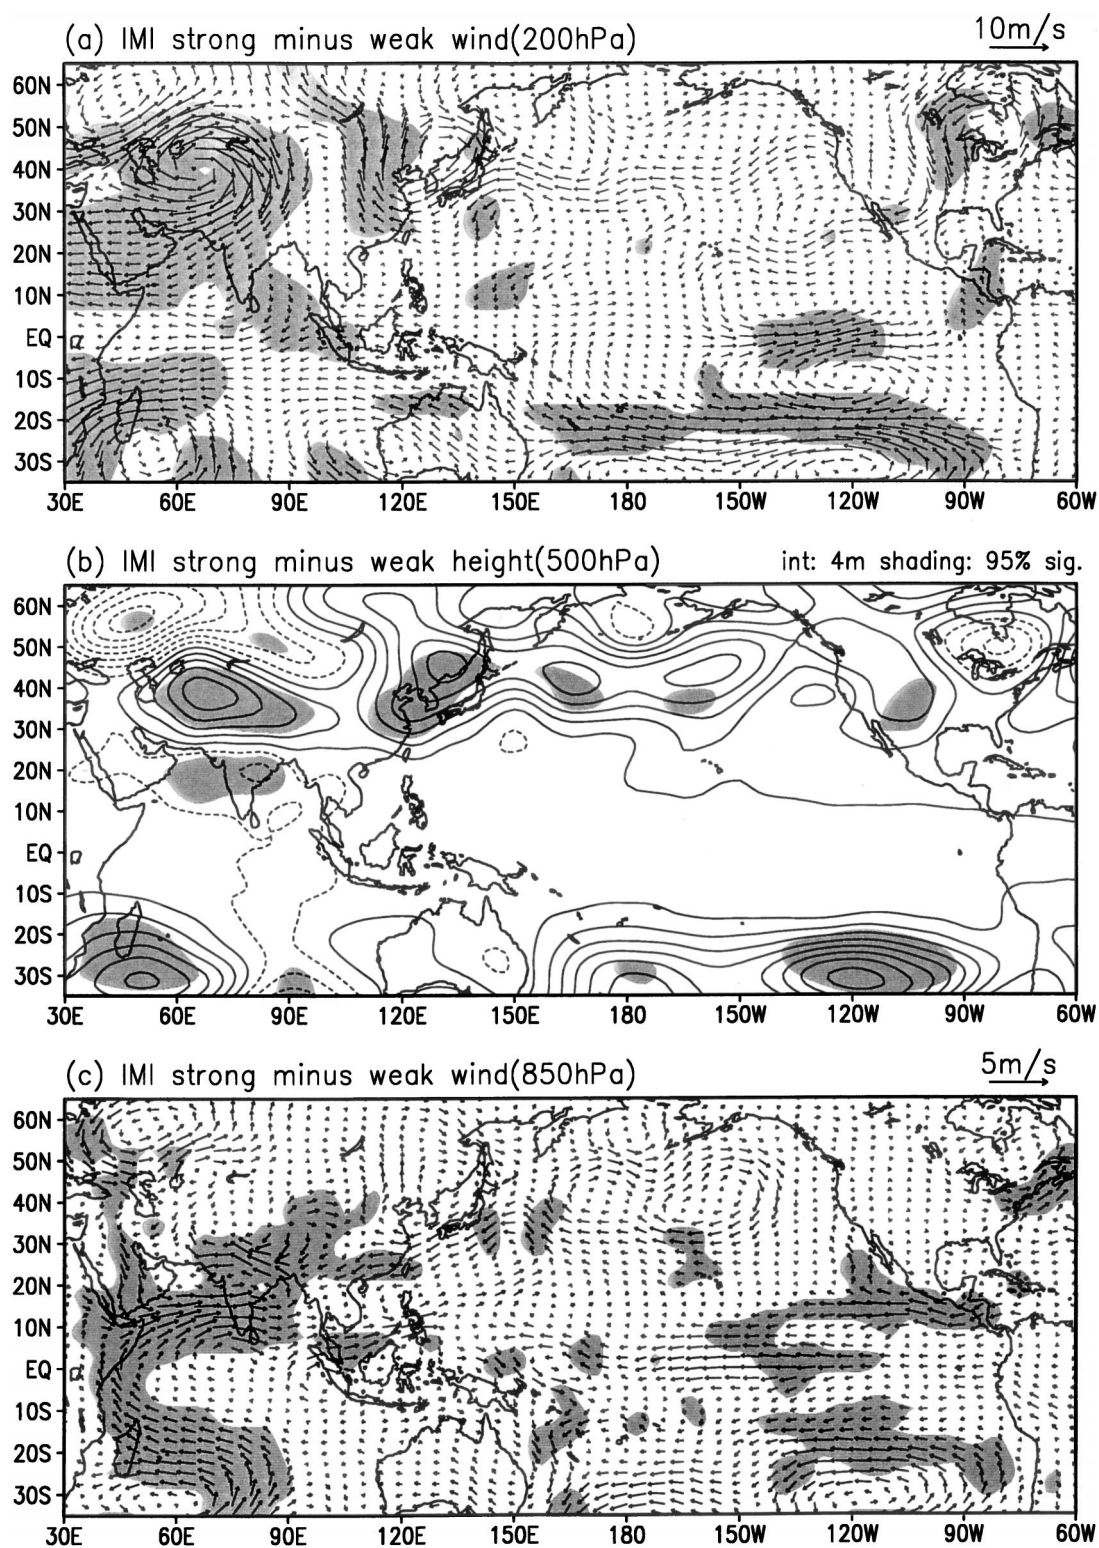 (a) IMI strong minus weak wind(200hPa)
10m/s
60N
50N
40N
30N
20N
10N
EQ
10S
20S
30S
30E 60E 90E 120E 150E 180 150W 120W 90W 60W
(b) IMI strong minus weak height(500hPa)
int: 4m shading: 95% sig.
60N
50N
40N
30N
20N
10N
EQ
10S
20S
30S
30E 60E 90E 120E 150E 180 150W 120W 90W 60W
(c) IMI strong minus weak wind(850hPa)
5m/s
60N
50N
40N
30N
20N
10N
EQ
10S
20S
30S
30E 60E 90E 120E 150E 180 150W 120W 90W 60W